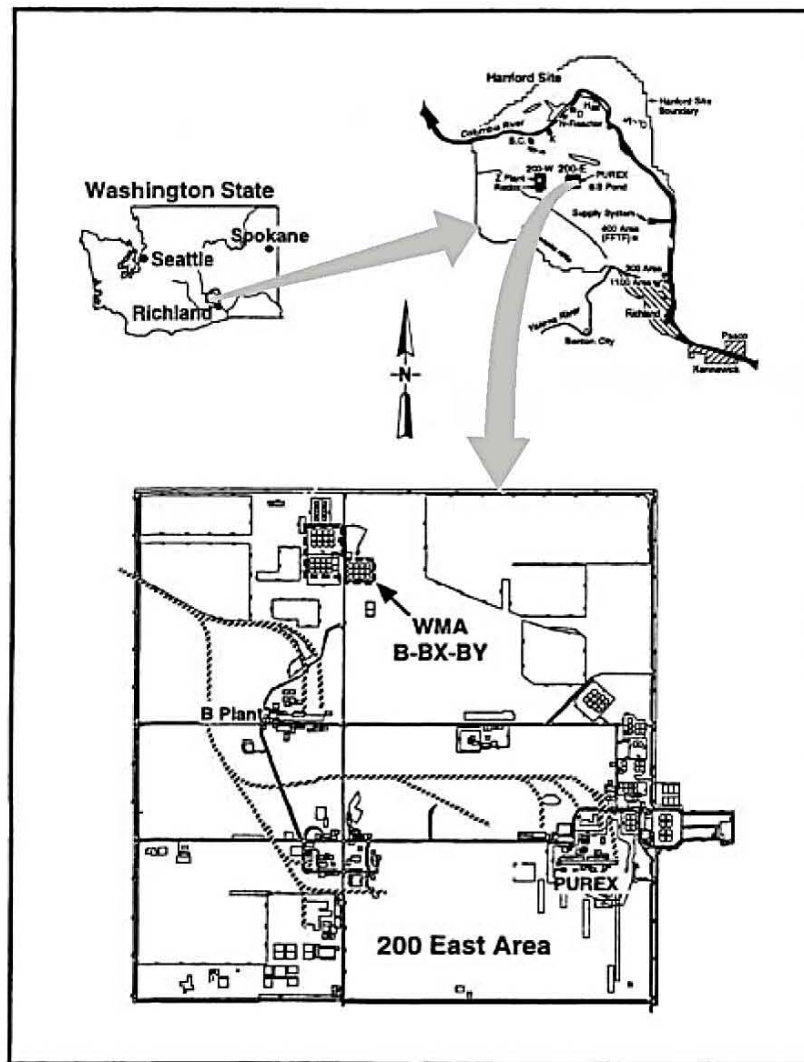 Hanford Site
Hanford Site
Boundary
Columbia River
N-Reactor
B.C.
200-W
200-E
Z Plant
Redox
PUREX
Supply System
400 Area
(FFTF)
300 Area
1100 Area
Richland
Yakima River
Benton City
Pasco
Kennewick
Washington State
Seattle
Spokane
Richland
-N-
WMA
B-BX-BY
B Plant
PUREX
200 East Area